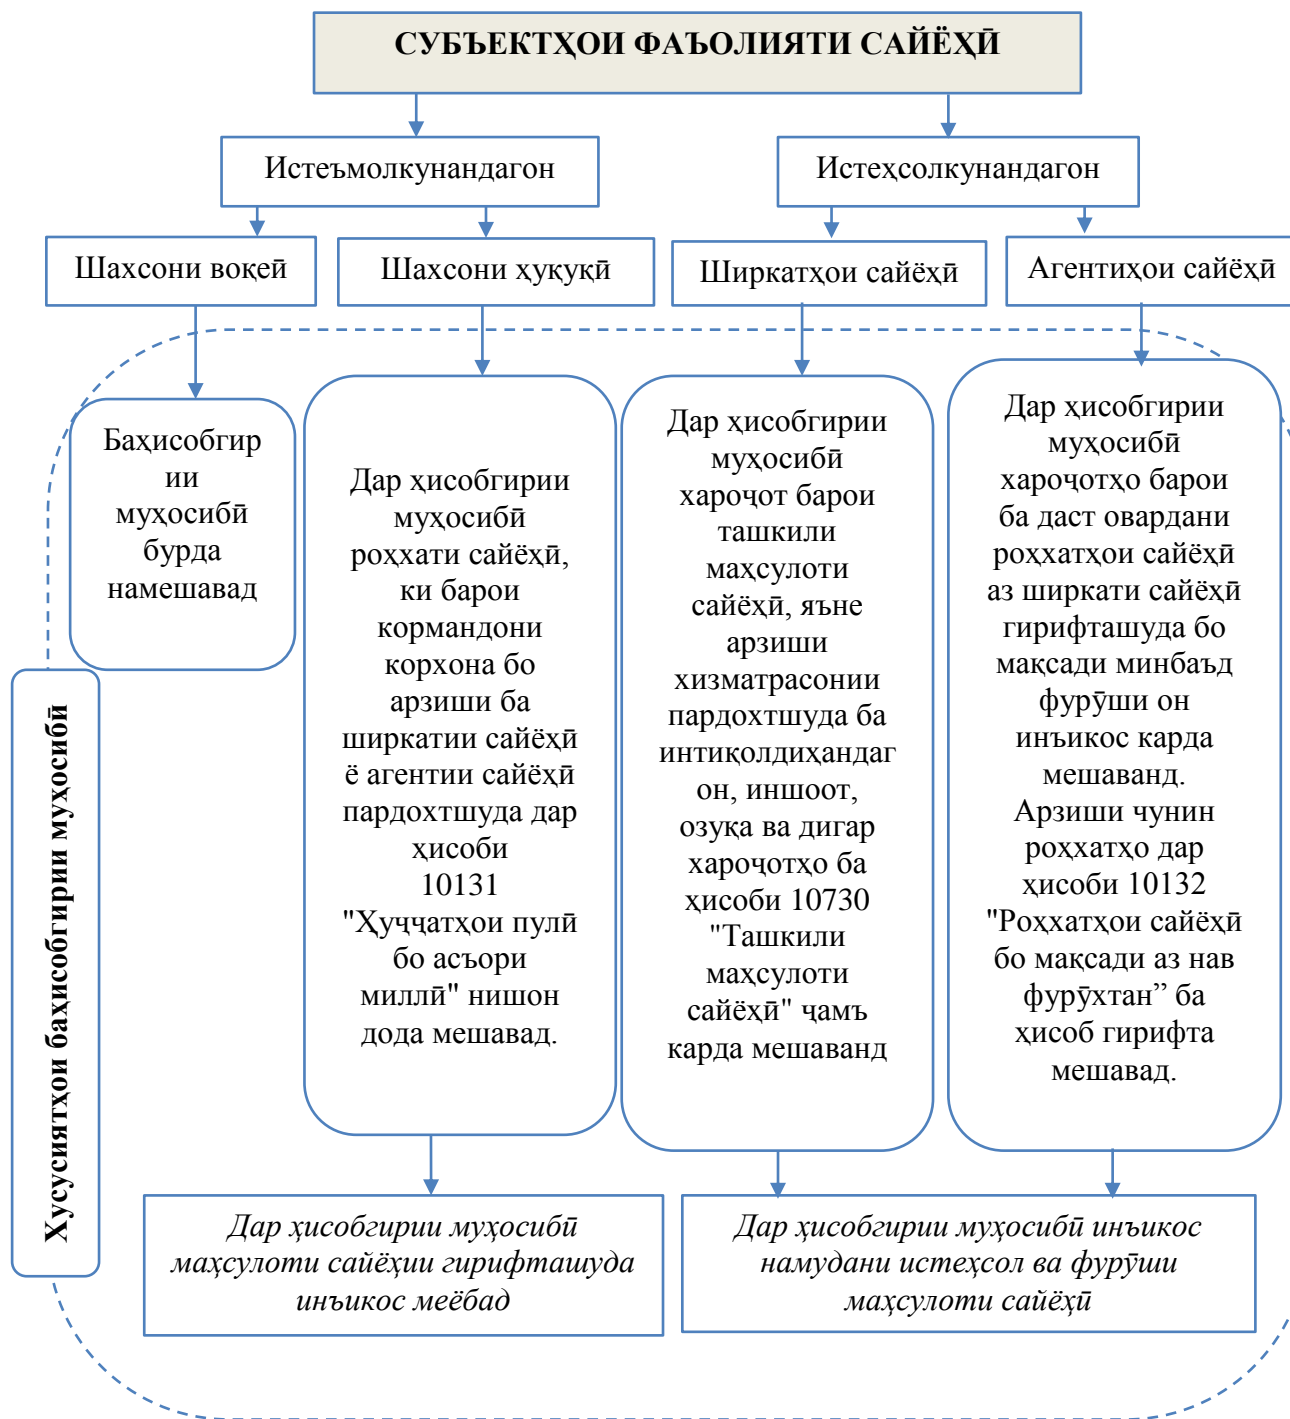 СУБЪЕКТҲОИ ФАЪОЛИЯТИ САЙЁҲӢ
Истеъмолкунандагон
Истеҳсолкунандагон
Шахсони воқеӣ
Шахсони ҳуқуқӣ
Ширкатҳои сайёҳӣ
Агентиҳои сайёҳӣ
Баҳисобгир
ии
муҳосибӣ
бурда
намешавад
Дар ҳисобгирии
муҳосибӣ
роҳхати сайёҳӣ,
ки барои
кормандони
корхона бо
арзиши ба
ширкатии сайёҳӣ
ё агентии сайёҳӣ
пардохтшуда дар
ҳисоби
10131
"Ҳуҷҷатҳои пулӣ
бо асъори
миллӣ" нишон
дода мешавад.
Дар ҳисобгирии
муҳосибӣ
хароҷот барои
ташкили
маҳсулоти
сайёҳӣ, яъне
арзиши
хизматрасонии
пардохтшуда ба
интиқолдиҳандаг
он, иншоот,
озуқа ва дигар
хароҷотҳо ба
ҳисоби 10730
"Ташкили
маҳсулоти
сайёҳӣ" ҷамъ
карда мешаванд
Дар ҳисобгирии
муҳосибӣ
хароҷотҳо барои
ба даст овардани
роҳхатҳои сайёҳӣ
аз ширкати сайёҳӣ
гирифташуда бо
мақсади минбаъд
фурӯши он
инъикос карда
мешаванд.
Арзиши чунин
роҳхатҳо дар
ҳисоби 10132
"Роҳхатҳои сайёҳӣ
бо мақсади аз нав
фурӯхтан” ба
ҳисоб гирифта
мешавад.
Хусусиятҳои баҳисобгирии муҳосибӣ
Дар ҳисобгирии муҳосибӣ
маҳсулоти сайёҳии гирифташуда
инъикос меёбад
Дар ҳисобгирии муҳосибӣ инъикос
намудани истеҳсол ва фурӯши
маҳсулоти сайёҳӣ